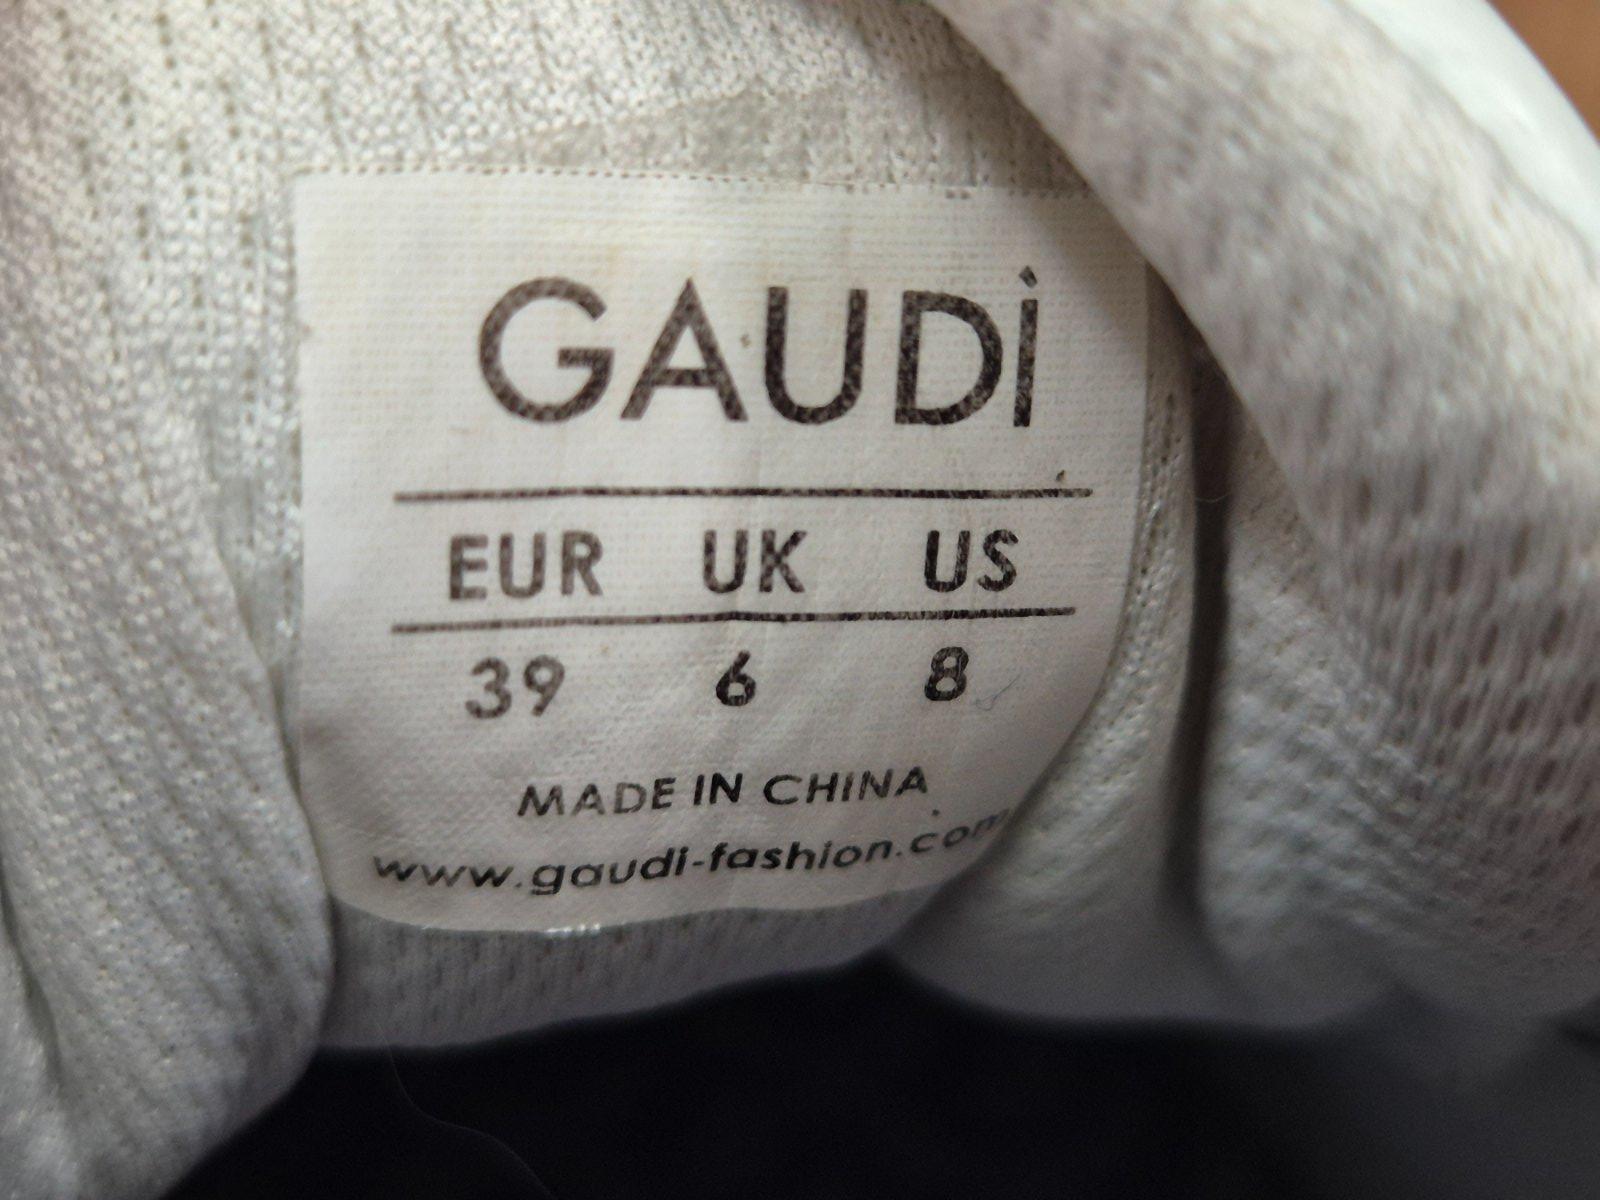 GAUDì
EUR UK US
39 6 8
MADE IN CHINA
www.gaudi-fashion.com